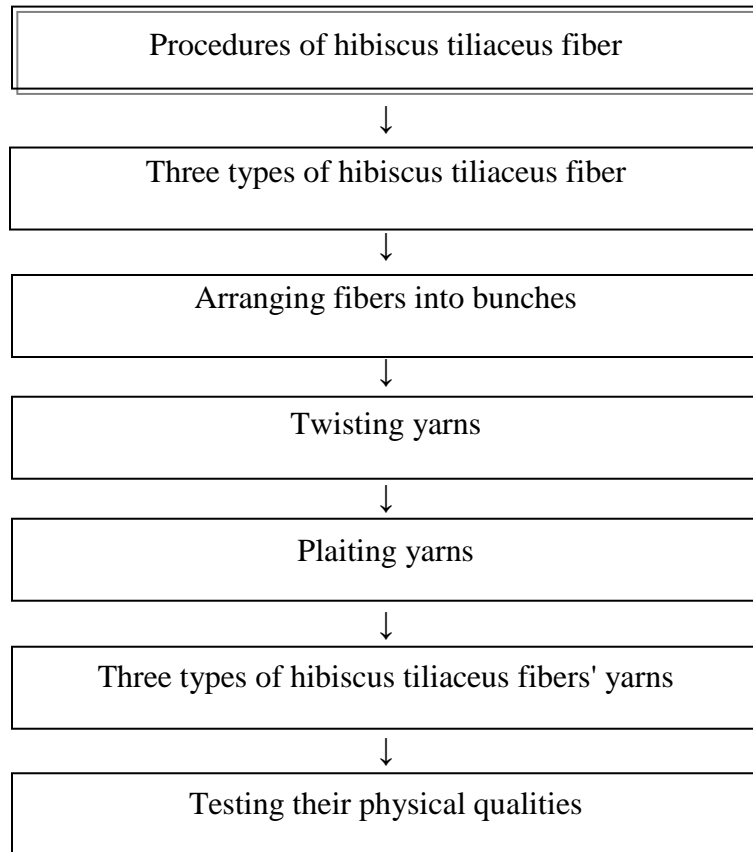 Procedures of hibiscus tiliaceus fiber
↓
Three types of hibiscus tiliaceus fiber
↓
Arranging fibers into bunches
↓
Twisting yarns
↓
Plaiting yarns
↓
Three types of hibiscus tiliaceus fibers' yarns
↓
Testing their physical qualities